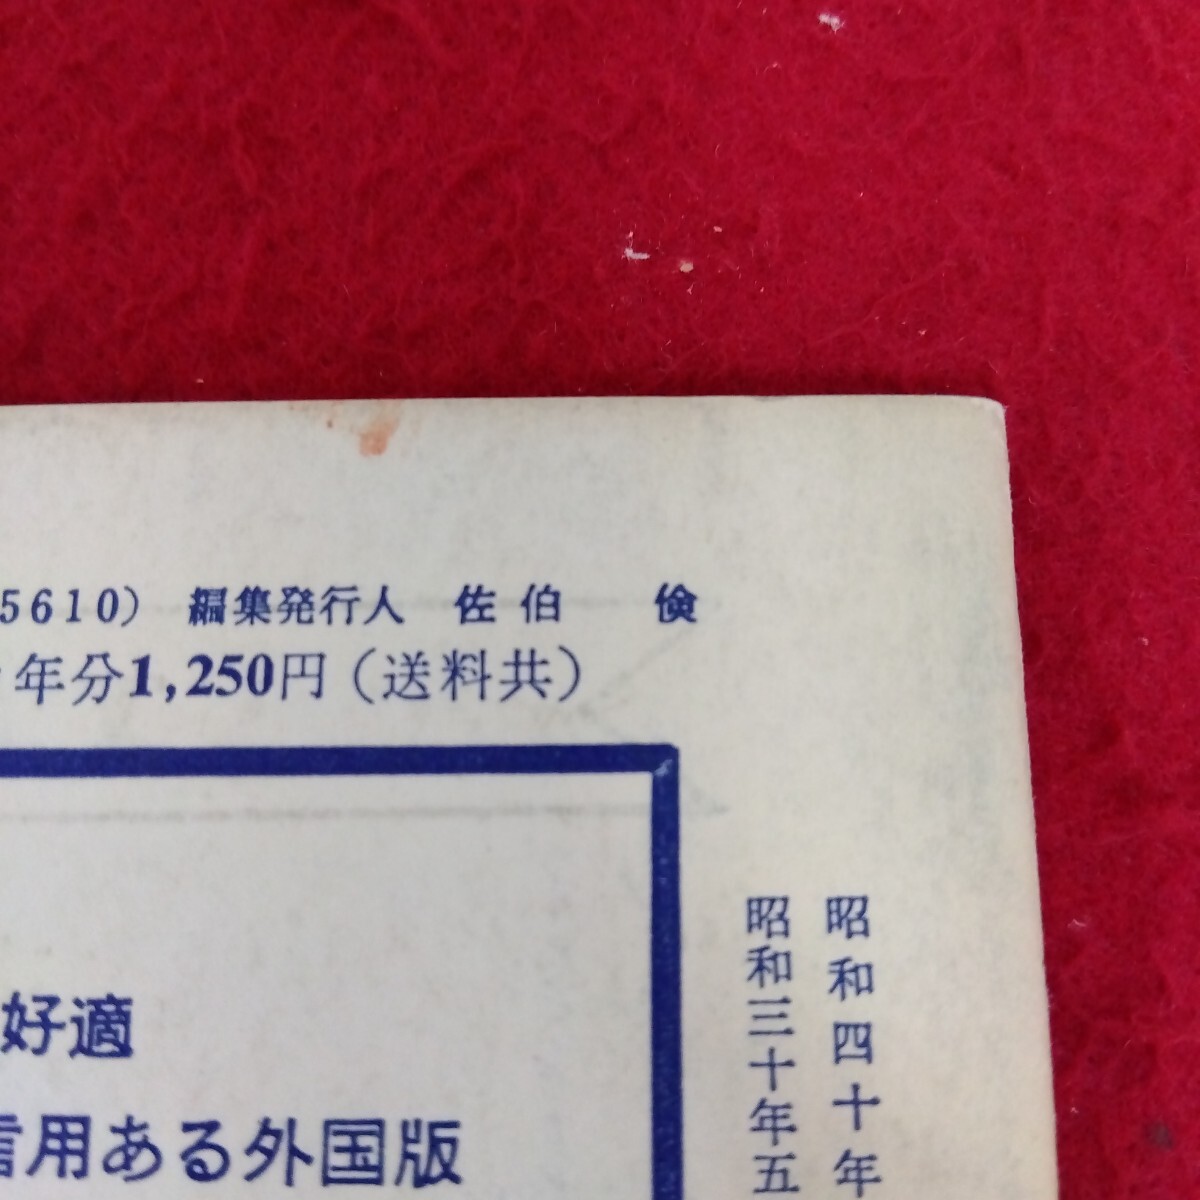 5610) 編集発行人 佐伯 倹
年分1,250円(送料共)
昭和四十年
昭和三十年五
好適
信用ある外国版